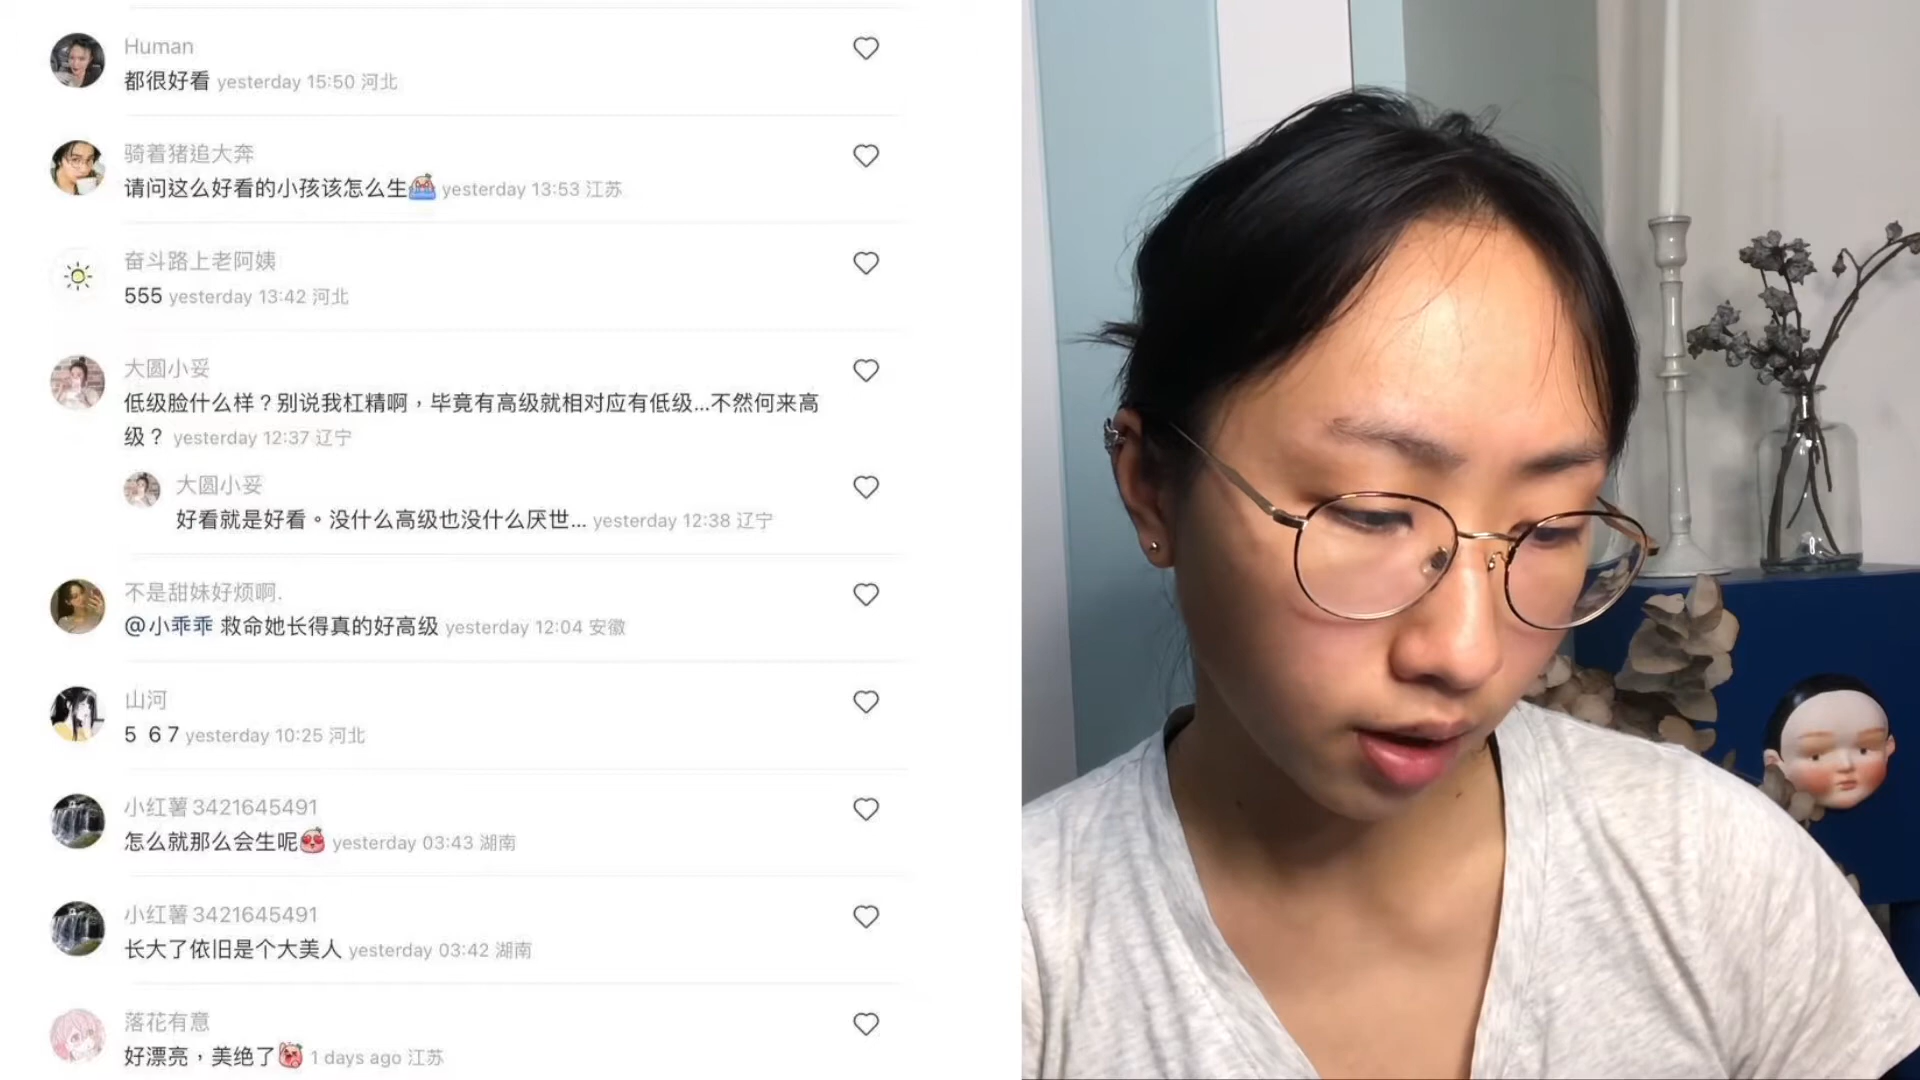 Human
都很好看 yesterday 15:50 河北
骑着猪追大奔
请问这么好看的小孩该怎么生 yesterday 13:53 江苏
奋斗路上老阿姨
555 yesterday 13:42 河北
大圆小妥
低级脸什么样？别说我杠精啊，毕竟有高级就相对应有低级...不然何来高
级？ yesterday 12:37 辽宁
大圆小妥
好看就是好看。没什么高级也没什么厌世... yesterday 12:38 辽宁
不是甜妹好烦啊.
@小乖乖 救命她长得真的好高级 yesterday 12:04 安徽
山河
5 6 7 yesterday 10:25 河北
小红薯3421645491
怎么就那么会生呢 yesterday 03:43 湖南
小红薯3421645491
长大了依旧是个大美人 yesterday 03:42 湖南
落花有意
好漂亮，美绝了 1 days ago 江苏